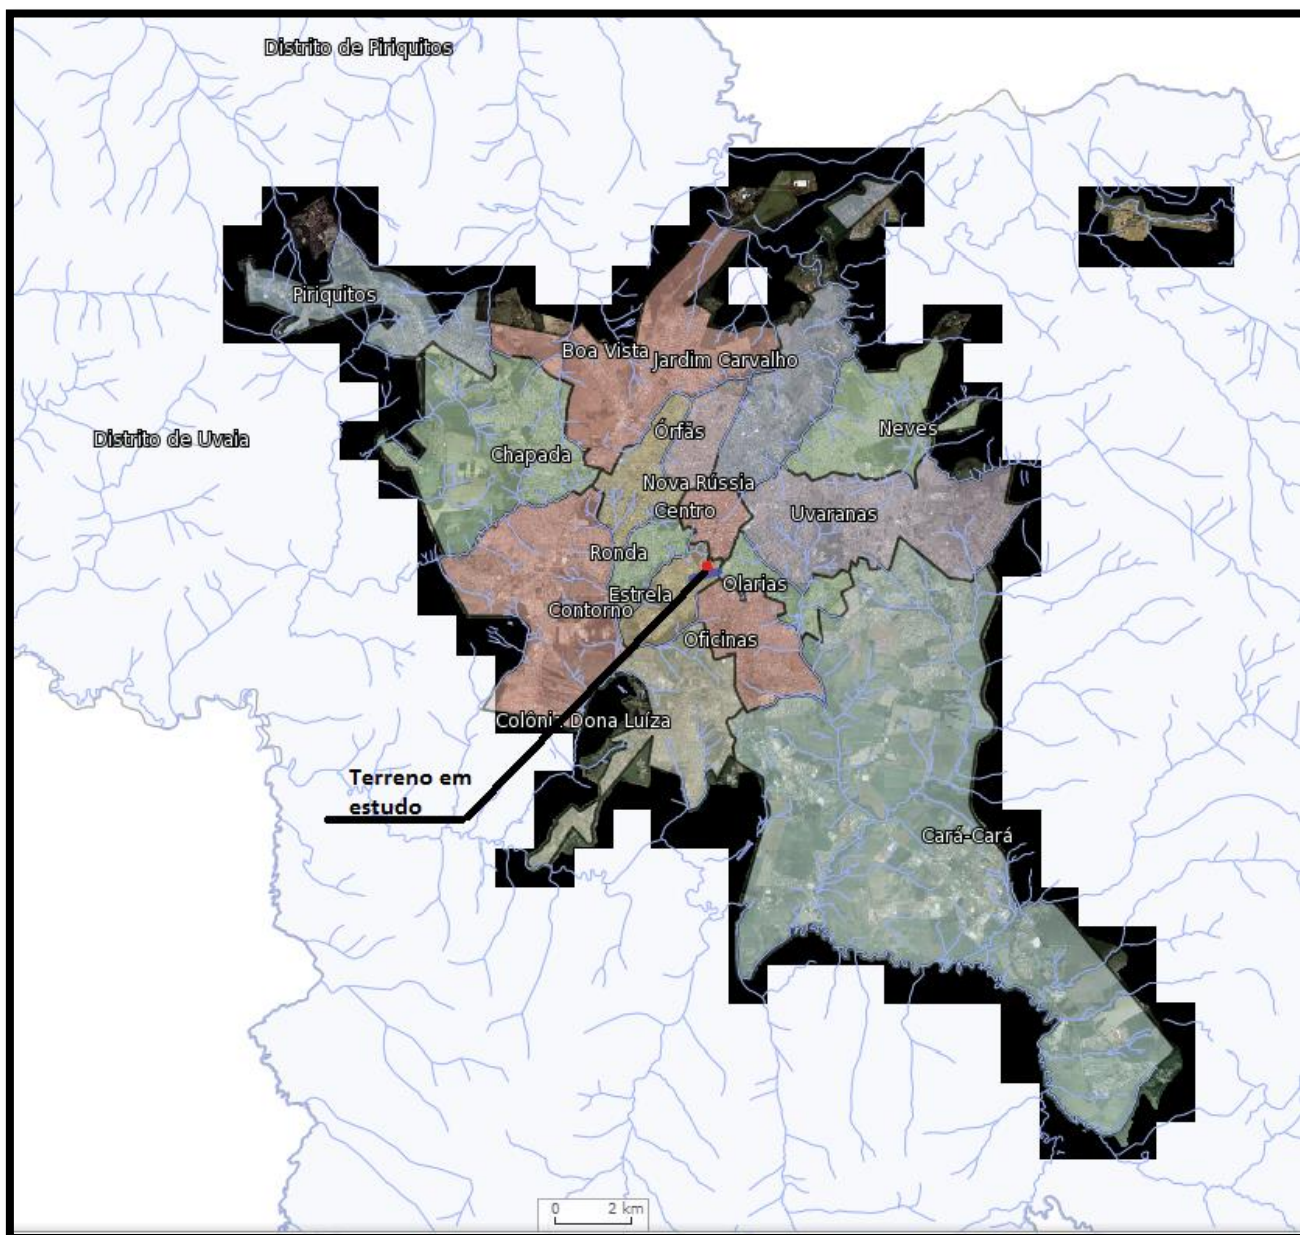 Distrito de Piriquitos
Piriquitos
Boa Vista
Jardim Carvalho
Distrito de Uvaia
Órfãs
Neves
Chapada
Nova Rússia
Centro
Uvaranas
Ronda
Olarias
Estrela
Contorno
Oficinas
Colônia Dona Luíza
Terreno em
estudo
Cará-Cará
0 2 km